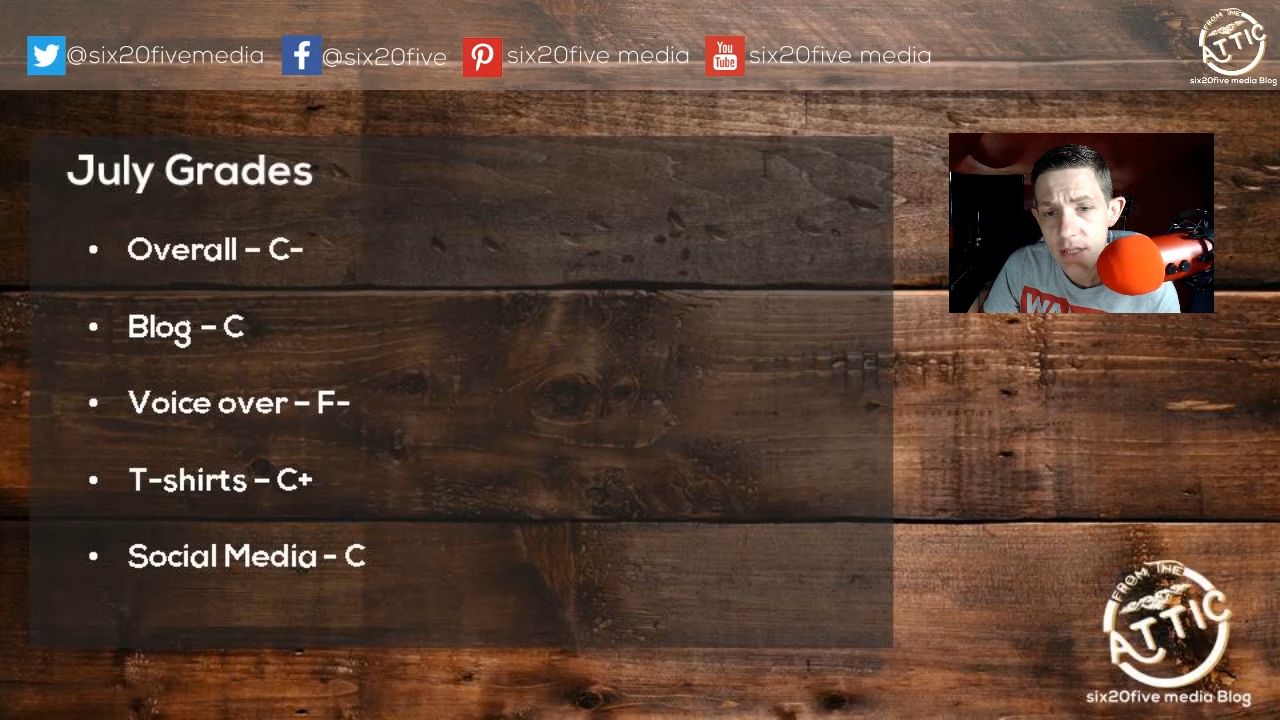 @six20fivemedia @six20five six20five media You Tube six20five media
FROM THE
ATTIC
six20five media Blog
July Grades
• Overall – C-
• Blog – C
• Voice over – F-
• T-shirts – C+
• Social Media - C
WA
FROM THE
ATTIC
six20five media Blog